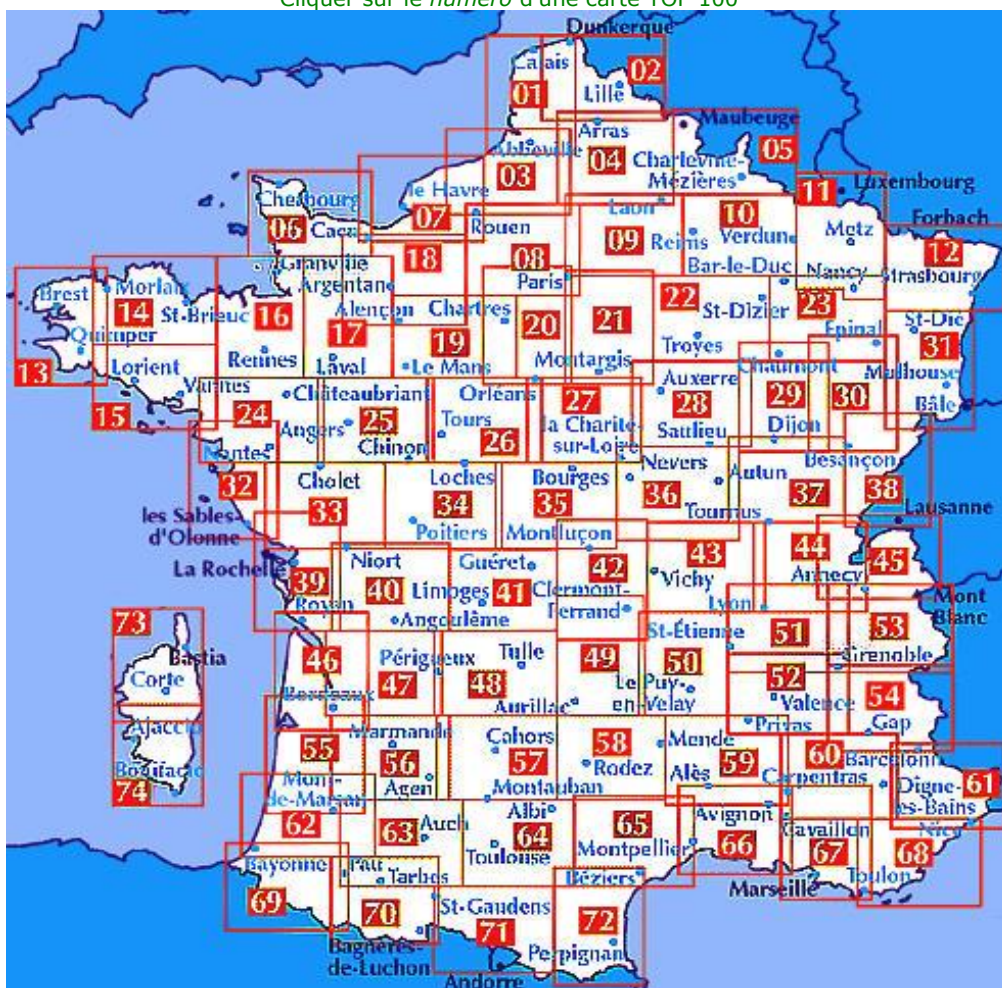 Cliquer sur le numéro d'une carte TOP 100
Dunkerque
Calais
02
01
Lille
Arras
Maubeuge
Abbeville
04
05
Charleville-
Mézières
03
11
Luxembourg
Cherbourg
le Havre
07
Laon
10
Forbach
06
Caen
Rouen
09
Reims
Verdun
Metz
12
18
08
Granville
Paris
Bar-le-Duc
Nancy
Strasbourg
Argentan
Brest
Morlaix
14
St-Brieuc
16
Alençon
17
Chartres
20
21
22
St-Dizier
23
St-Dié
Epinal
31
Quimper
Rennes
Laval
19
Le Mans
Montargis
Troyes
13
Lorient
Vannes
Chaumont
Mulhouse
15
Châteaubriant
Orléans
27
Auxerre
28
29
30
Bâle
24
Angers
25
Tours
26
la Charité-
sur-Loire
Saulieu
Dijon
Nantes
Chinon
Nevers
Autun
Besançon
32
Cholet
Loches
Bourges
36
37
38
33
34
35
Tournus
Lausanne
les Sables-
d'Olonne
Poitiers
Montluçon
44
45
La Rochelle
Niort
Guéret
42
43
Vichy
Annecy
39
40
Limoges
41
Clermont-
Ferrand
Lyon
Mont
Blanc
Royan
Angoulême
73
St-Étienne
51
53
Bastia
46
Périgueux
Tulle
49
50
Grenoble
Corte
47
48
Le Puy-
en-Velay
52
Valence
54
Bordeaux
Aurillac
Privas
Gap
Ajaccio
Marmande
Cahors
58
Mende
60
55
56
57
Rodez
59
Bonifacio
74
Mont-
de-Marsan
Agen
Montauban
Alès
Carpentras
Digne-
les-Bains
61
62
63
Auch
Albi
64
65
Avignon
Cavaillon
Nice
Toulouse
Montpellier
66
67
68
Bayonne
Pau
Tarbes
Béziers
Marseille
Toulon
69
70
St-Gaudens
71
72
Bagnères-
de-Luchon
Perpignan
Andorre